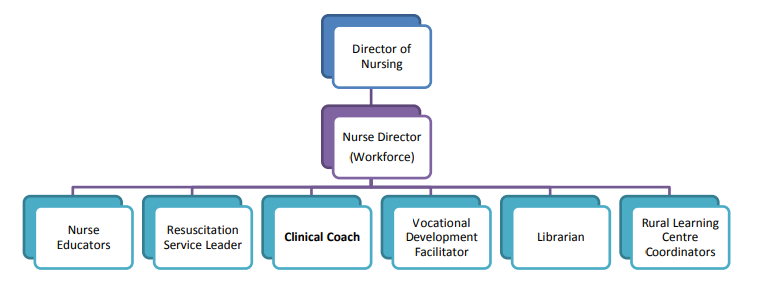 Director of
Nursing
Nurse Director
(Workforce)
Nurse
Educators
Resuscitation
Service Leader
Clinical Coach
Vocational
Development
Facilitator
Librarian
Rural Learning
Centre
Coordinators